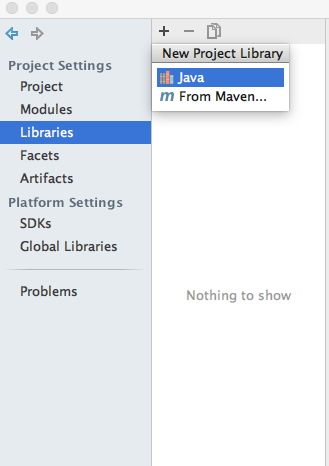 Project Settings
Project
Modules
Libraries
Facets
Artifacts
Platform Settings
SDKs
Global Libraries
Problems
New Project Library
Java
m From Maven...
Nothing to show